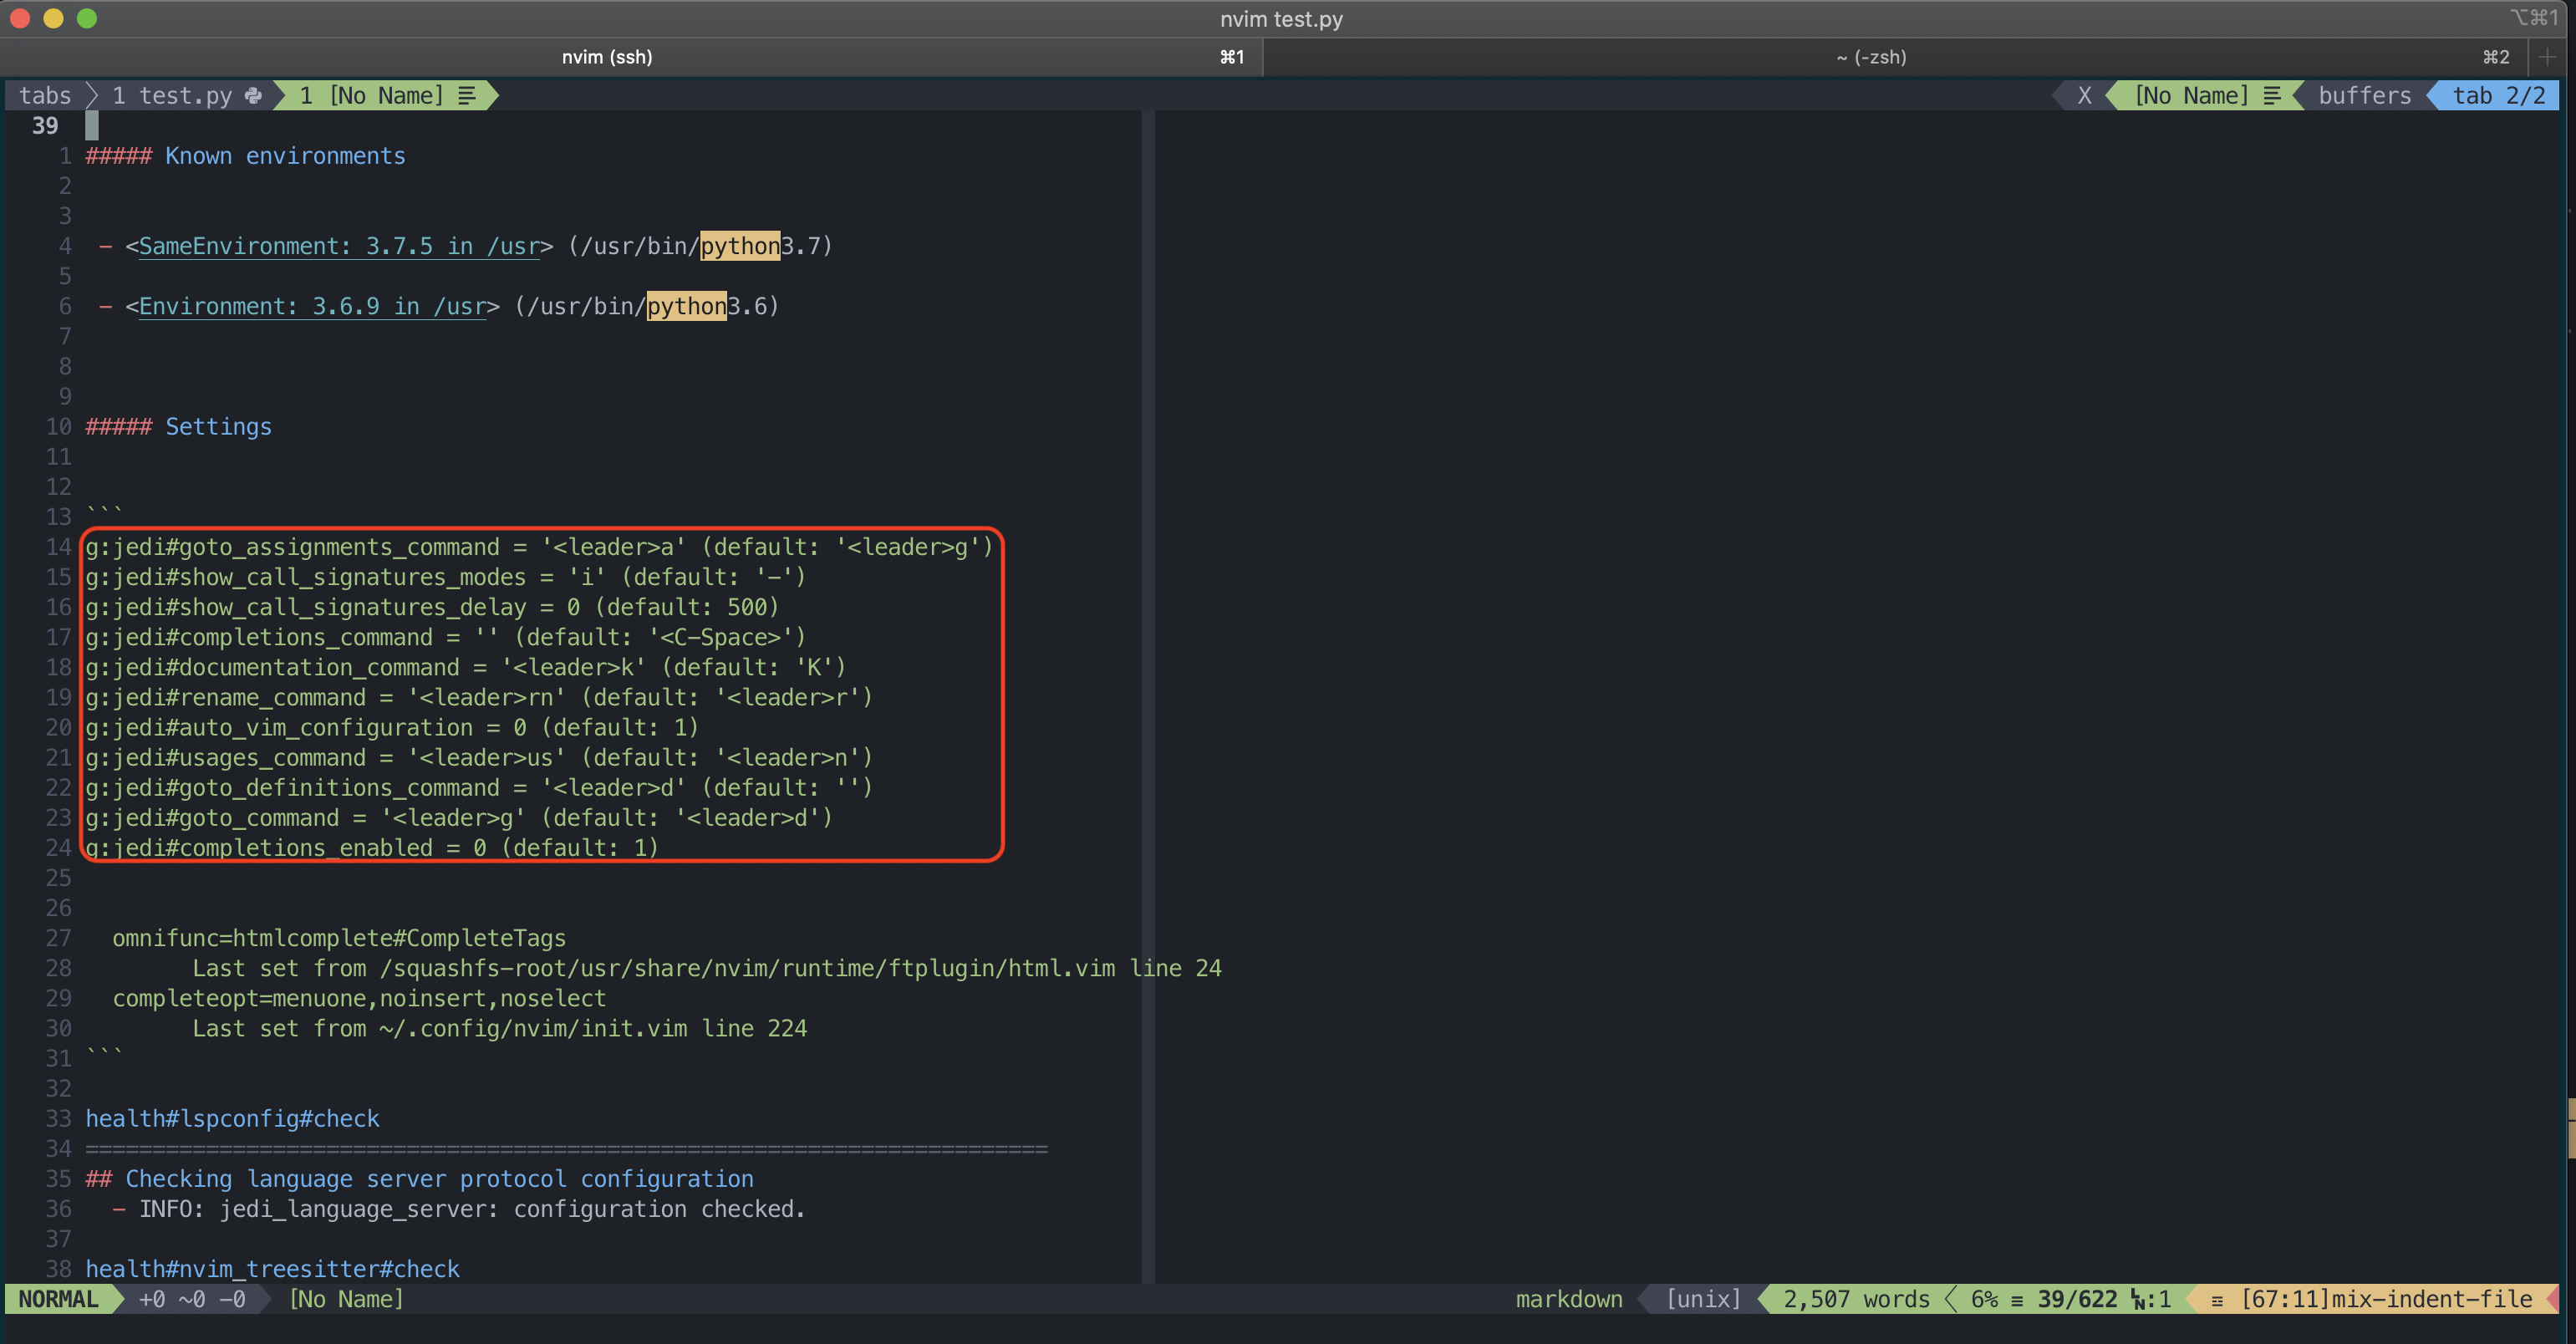 nvim test.py ⌥⌘1
nvim (ssh) ⌘1 ~ (-zsh) ⌘2 +
tabs 1 test.py 1 [No Name] X [No Name] buffers tab 2/2
39
1 ##### Known environments
2
3
4 - <SameEnvironment: 3.7.5 in /usr> (/usr/bin/python3.7)
5
6 - <Environment: 3.6.9 in /usr> (/usr/bin/python3.6)
7
8
9
10 ##### Settings
11
12
13 ```
14 g:jedi#goto_assignments_command = '<leader>a' (default: '<leader>g')
15 g:jedi#show_call_signatures_modes = 'i' (default: '-')
16 g:jedi#show_call_signatures_delay = 0 (default: 500)
17 g:jedi#completions_command = '' (default: '<C-Space>')
18 g:jedi#documentation_command = '<leader>k' (default: 'K')
19 g:jedi#rename_command = '<leader>rn' (default: '<leader>r')
20 g:jedi#auto_vim_configuration = 0 (default: 1)
21 g:jedi#usages_command = '<leader>us' (default: '<leader>n')
22 g:jedi#goto_definitions_command = '<leader>d' (default: '')
23 g:jedi#goto_command = '<leader>g' (default: '<leader>d')
24 g:jedi#completions_enabled = 0 (default: 1)
25
26
27 omnifunc=htmlcomplete#CompleteTags
28 Last set from /squashfs-root/usr/share/nvim/runtime/ftplugin/html.vim line 24
29 completeopt=menuone,noinsert,noselect
30 Last set from ~/.config/nvim/init.vim line 224
31 ```
32
33 health#lspconfig#check
34 ========================================================================
35 ## Checking language server protocol configuration
36 - INFO: jedi_language_server: configuration checked.
37
38 health#nvim_treesitter#check
NORMAL +0 ~0 -0 [No Name] markdown [unix] 2,507 words 6% ≡ 39/622 ㏑:1 ≡ [67:11]mix-indent-file